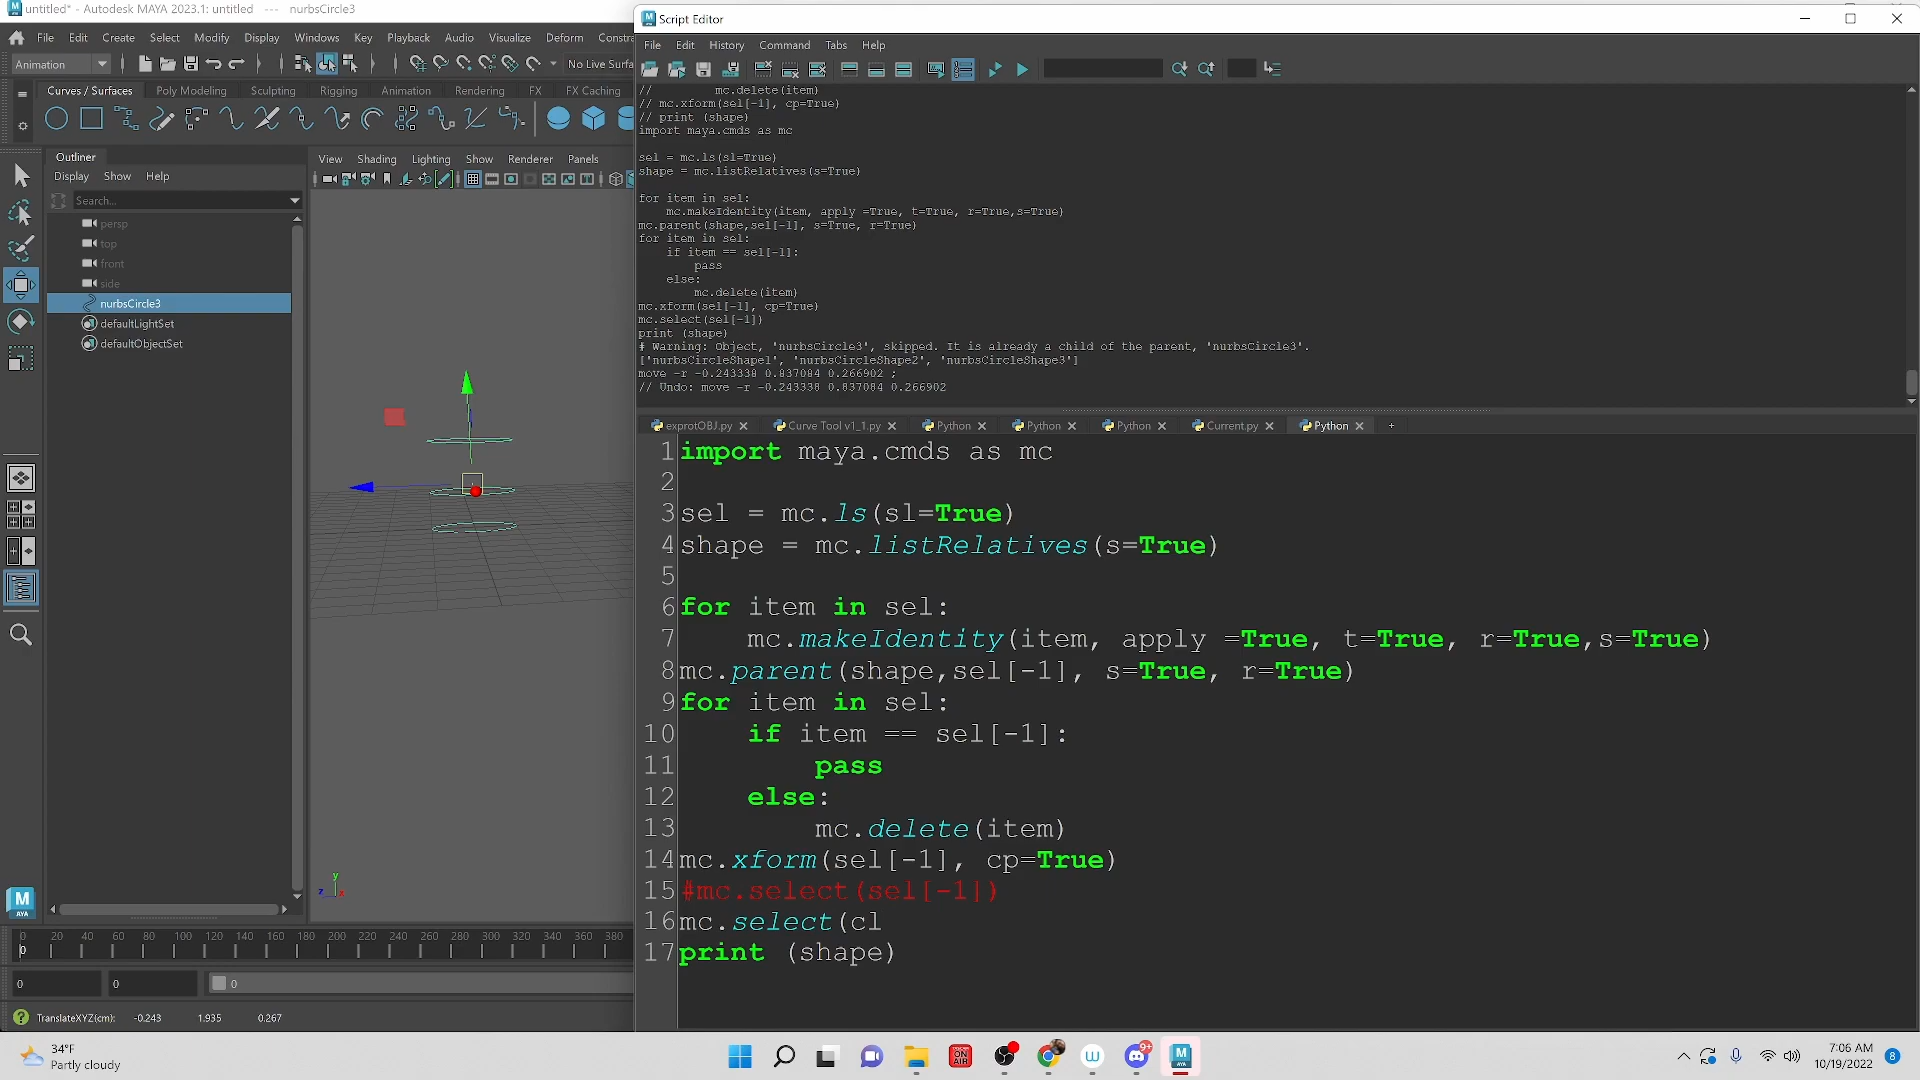 untitled* - Autodesk MAYA 2023.1: untitled --- nurbsCircle3
File Edit Create Select Modify Display Windows Key Playback Audio Visualize Deform Constra
Animation
No Live Surfa
Curves / Surfaces Poly Modeling Sculpting Rigging Animation Rendering FX FX Caching
Outliner
Display Show Help
Search...
persp
top
front
side
nurbsCircle3
defaultLightSet
defaultObjectSet
View Shading Lighting Show Renderer Panels
y
z
x
M
AYA
0 20 40 60 80 100 120 140 160 180 200 220 240 260 280 300 320 340 360 380
0
0 0 0
TranslateXYZ(cm): -0.243 1.935 0.267
Script Editor
File Edit History Command Tabs Help
// mc.delete(item)
// mc.xform(sel[-1], cp=True)
// print (shape)
import maya.cmds as mc
sel = mc.ls(sl=True)
shape = mc.listRelatives(s=True)
for item in sel:
mc.makeIdentity(item, apply =True, t=True, r=True,s=True)
mc.parent(shape,sel[-1], s=True, r=True)
for item in sel:
if item == sel[-1]:
pass
else:
mc.delete(item)
mc.xform(sel[-1], cp=True)
mc.select(sel[-1])
print (shape)
# Warning: Object, 'nurbsCircle3', skipped. It is already a child of the parent, 'nurbsCircle3'.
['nurbsCircleShape1', 'nurbsCircleShape2', 'nurbsCircleShape3']
move -r -0.243338 0.837084 0.266902 ;
// Undo: move -r -0.243338 0.837084 0.266902
exprotOBJ.py Curve Tool v1_1.py Python Python Python Current.py Python +
1 import maya.cmds as mc
2
3 sel = mc.ls(sl=True)
4 shape = mc.listRelatives(s=True)
5
6 for item in sel:
7 mc.makeIdentity(item, apply =True, t=True, r=True,s=True)
8 mc.parent(shape,sel[-1], s=True, r=True)
9 for item in sel:
10 if item == sel[-1]:
11 pass
12 else:
13 mc.delete(item)
14 mc.xform(sel[-1], cp=True)
15 #mc.select(sel[-1])
16 mc.select(cl
17 print (shape)
34°F
Partly cloudy
ON AIR
9+
M
AYA
7:06 AM
10/19/2022
8